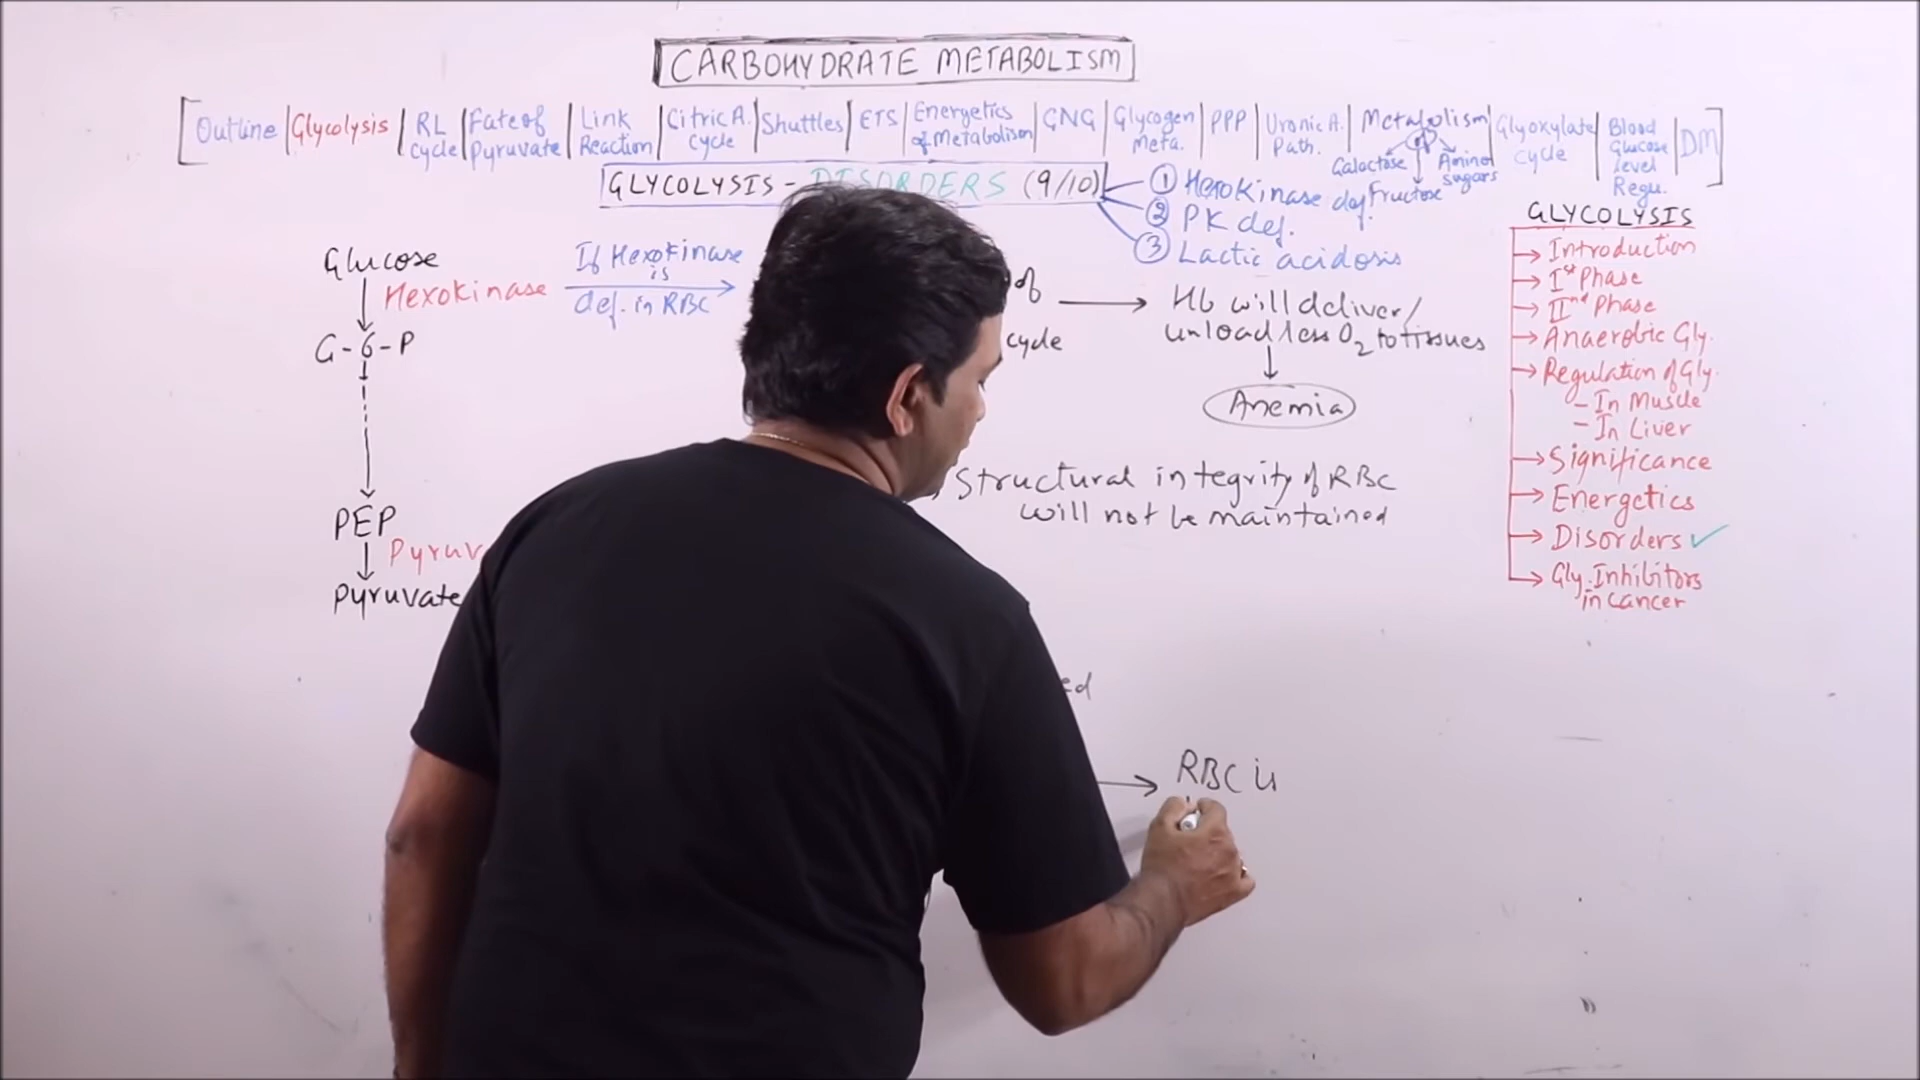 CARBOHYDRATE METABOLISM
Outline | Glycolysis | RL cycle | Fate of Pyruvate | Link Reaction | Citric A. cycle | Shuttles | ETS | Energetics of Metabolism | GNG | Glycogen Meta. | PPP | Uronic A. Path. | Metabolism | Glyoxylate cycle | Blood Glucose level Regu. | DM
Galactose Fructose Amino sugars
GLYCOLYSIS - DISORDERS (9/10)
① Hexokinase def.
② PK def.
③ Lactic acidosis
Glucose
Hexokinase
G-6-P
PEP
Pyruv
Pyruvate
If Hexokinase
is
def. in RBC
of
cycle
Hb will deliver/
unload less O2 to tissues
Anemia
Structural integrity of RBC
will not be maintained
ed
RBC is
GLYCOLYSIS
Introduction
Ist Phase
IInd Phase
Anaerobic Gly.
Regulation of Gly.
- In Muscle
- In Liver
Significance
Energetics
Disorders ✓
Gly. Inhibitors
in cancer